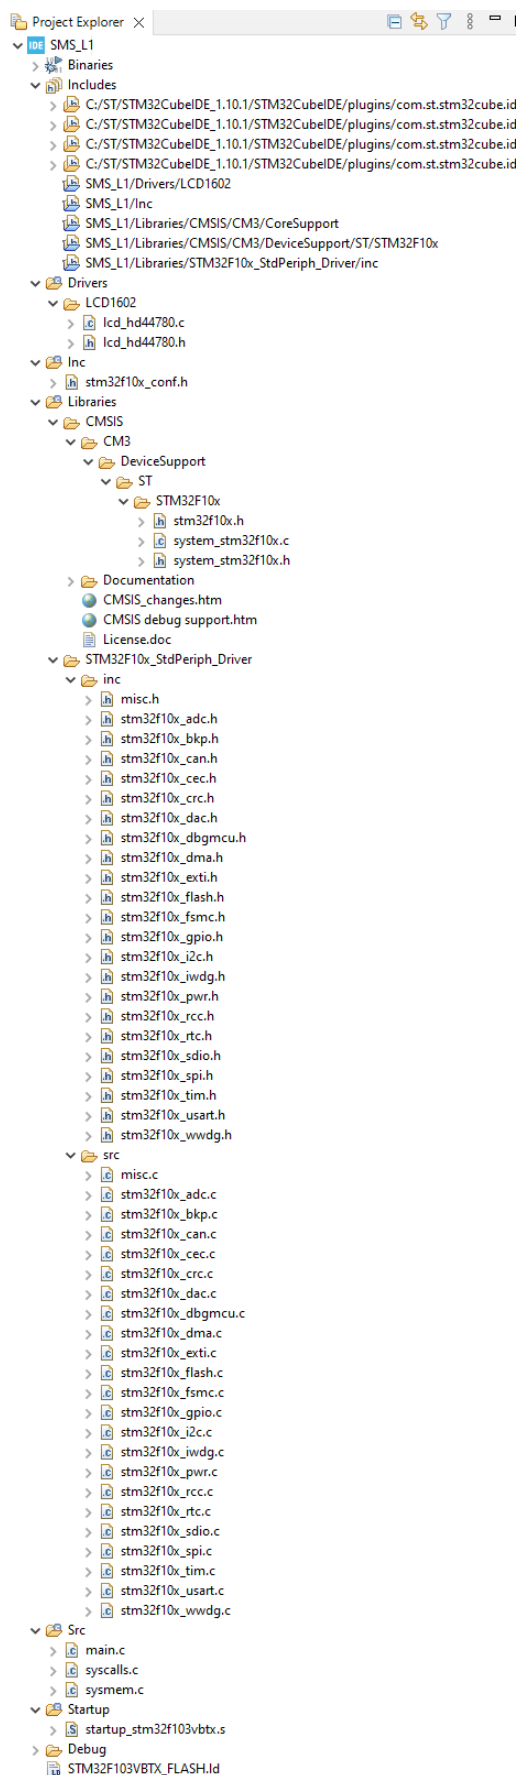 Project Explorer
SMS_L1
Binaries
Includes
C:/ST/STM32CubeIDE_1.10.1/STM32CubeIDE/plugins/com.st.stm32cube.id
C:/ST/STM32CubeIDE_1.10.1/STM32CubeIDE/plugins/com.st.stm32cube.id
C:/ST/STM32CubeIDE_1.10.1/STM32CubeIDE/plugins/com.st.stm32cube.id
C:/ST/STM32CubeIDE_1.10.1/STM32CubeIDE/plugins/com.st.stm32cube.id
SMS_L1/Drivers/LCD1602
SMS_L1/Inc
SMS_L1/Libraries/CMSIS/CM3/CoreSupport
SMS_L1/Libraries/CMSIS/CM3/DeviceSupport/ST/STM32F10x
SMS_L1/Libraries/STM32F10x_StdPeriph_Driver/inc
Drivers
LCD1602
lcd_hd44780.c
lcd_hd44780.h
Inc
stm32f10x_conf.h
Libraries
CMSIS
CM3
DeviceSupport
ST
STM32F10x
stm32f10x.h
system_stm32f10x.c
system_stm32f10x.h
Documentation
CMSIS_changes.htm
CMSIS debug support.htm
License.doc
STM32F10x_StdPeriph_Driver
inc
misc.h
stm32f10x_adc.h
stm32f10x_bkp.h
stm32f10x_can.h
stm32f10x_cec.h
stm32f10x_crc.h
stm32f10x_dac.h
stm32f10x_dbgmcu.h
stm32f10x_dma.h
stm32f10x_exti.h
stm32f10x_flash.h
stm32f10x_fsmc.h
stm32f10x_gpio.h
stm32f10x_i2c.h
stm32f10x_iwdg.h
stm32f10x_pwr.h
stm32f10x_rcc.h
stm32f10x_rtc.h
stm32f10x_sdio.h
stm32f10x_spi.h
stm32f10x_tim.h
stm32f10x_usart.h
stm32f10x_wwdg.h
src
misc.c
stm32f10x_adc.c
stm32f10x_bkp.c
stm32f10x_can.c
stm32f10x_cec.c
stm32f10x_crc.c
stm32f10x_dac.c
stm32f10x_dbgmcu.c
stm32f10x_dma.c
stm32f10x_exti.c
stm32f10x_flash.c
stm32f10x_fsmc.c
stm32f10x_gpio.c
stm32f10x_i2c.c
stm32f10x_iwdg.c
stm32f10x_pwr.c
stm32f10x_rcc.c
stm32f10x_rtc.c
stm32f10x_sdio.c
stm32f10x_spi.c
stm32f10x_tim.c
stm32f10x_usart.c
stm32f10x_wwdg.c
Src
main.c
syscalls.c
sysmem.c
Startup
startup_stm32f103vbtx.s
Debug
STM32F103VBTX_FLASH.ld